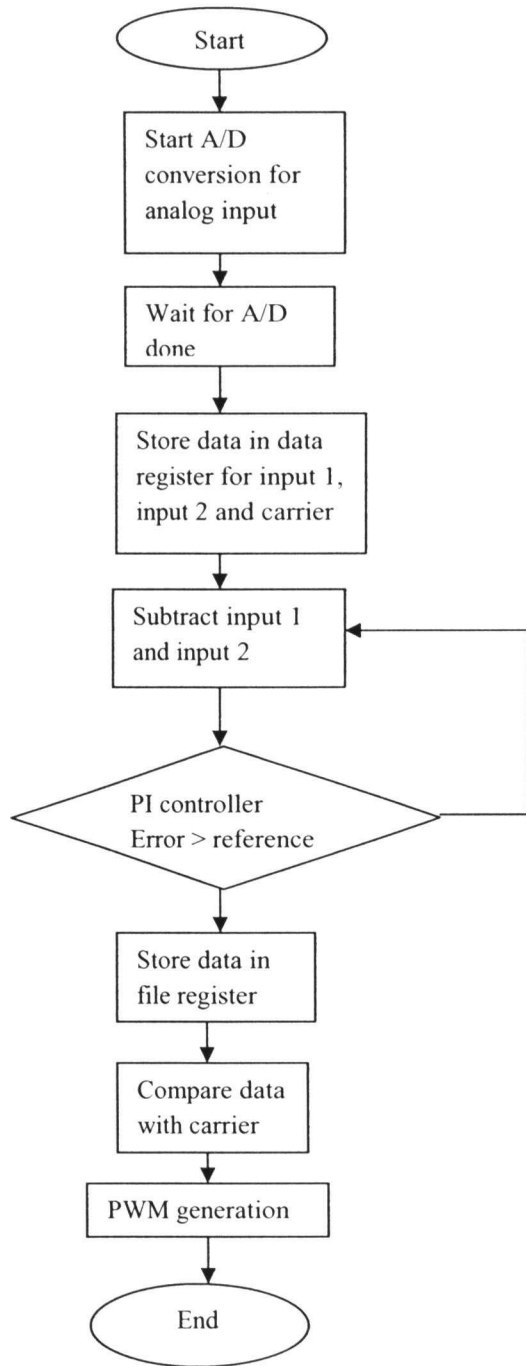 Start
Start A/D
conversion for
analog input
Wait for A/D
done
Store data in data
register for input 1,
input 2 and carrier
Subtract input 1
and input 2
PI controller
Error > reference
Store data in
file register
Compare data
with carrier
PWM generation
End